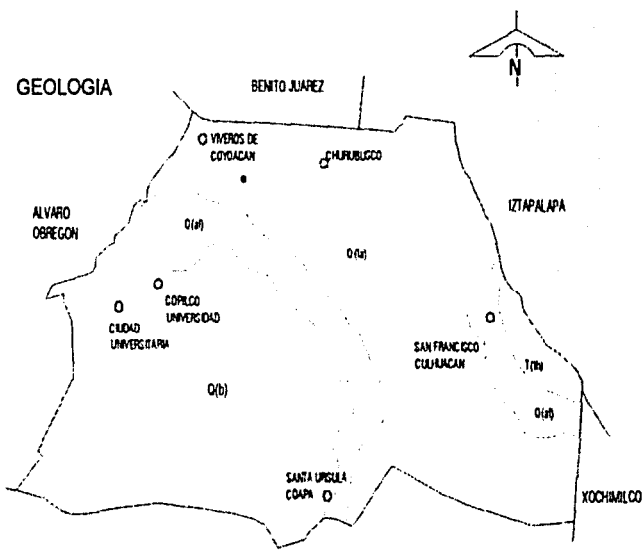 GEOLOGIA
BENITO JUAREZ
N
VIVEROS DE
COYOACAN
CHURUBUSCO
IZTAPALAPA
ALVARO
OBREGON
Q(al)
Q(la)
COPILCO
UNIVERSIDAD
CIUDAD
UNIVERSITARIA
SAN FRANCISCO
CULHUACAN
Q(b)
Q(al)
SANTA URSULA
COAPA
XOCHIMILCO